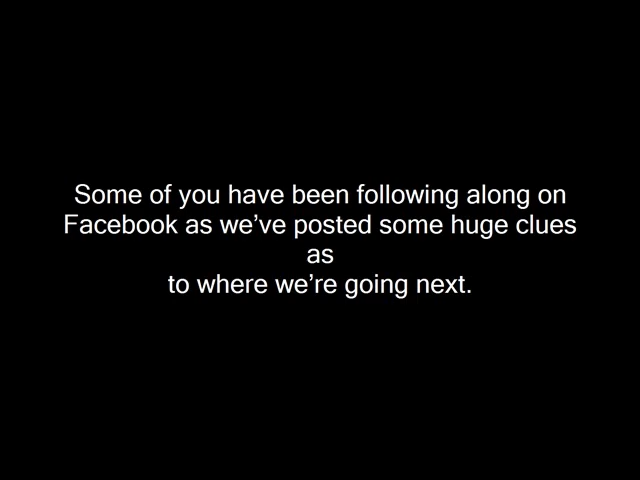 Some of you have been following along on
Facebook as we’ve posted some huge clues
as
to where we’re going next.